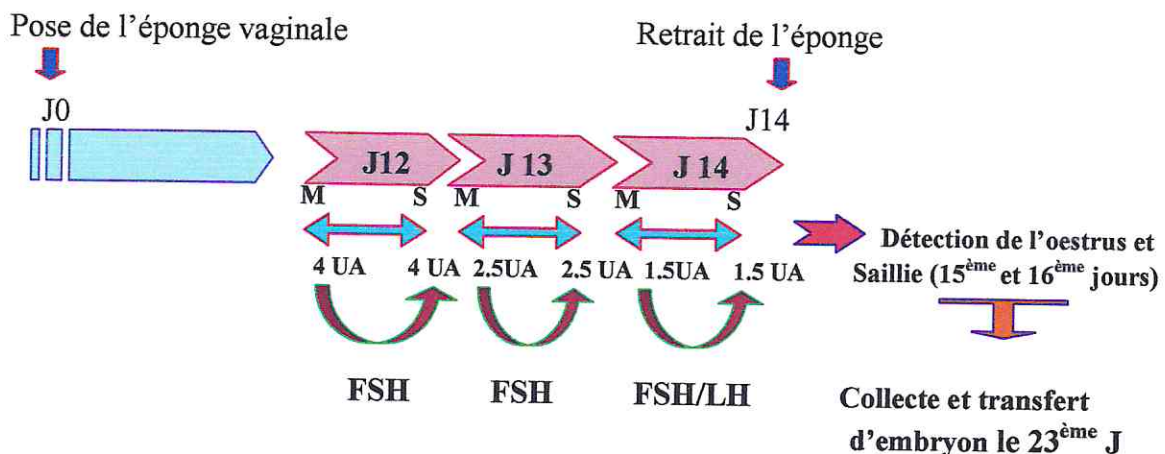 Pose de l'éponge vaginale
Retrait de l'éponge
J0
J14
J12
J 13
J 14
M S M S M S
4 UA 4 UA 2.5UA 2.5 UA 1.5UA 1.5 UA
Détection de l'oestrus et
Saillie (15ème et 16ème jours)
FSH FSH FSH/LH
Collecte et transfert
d'embryon le 23ème J